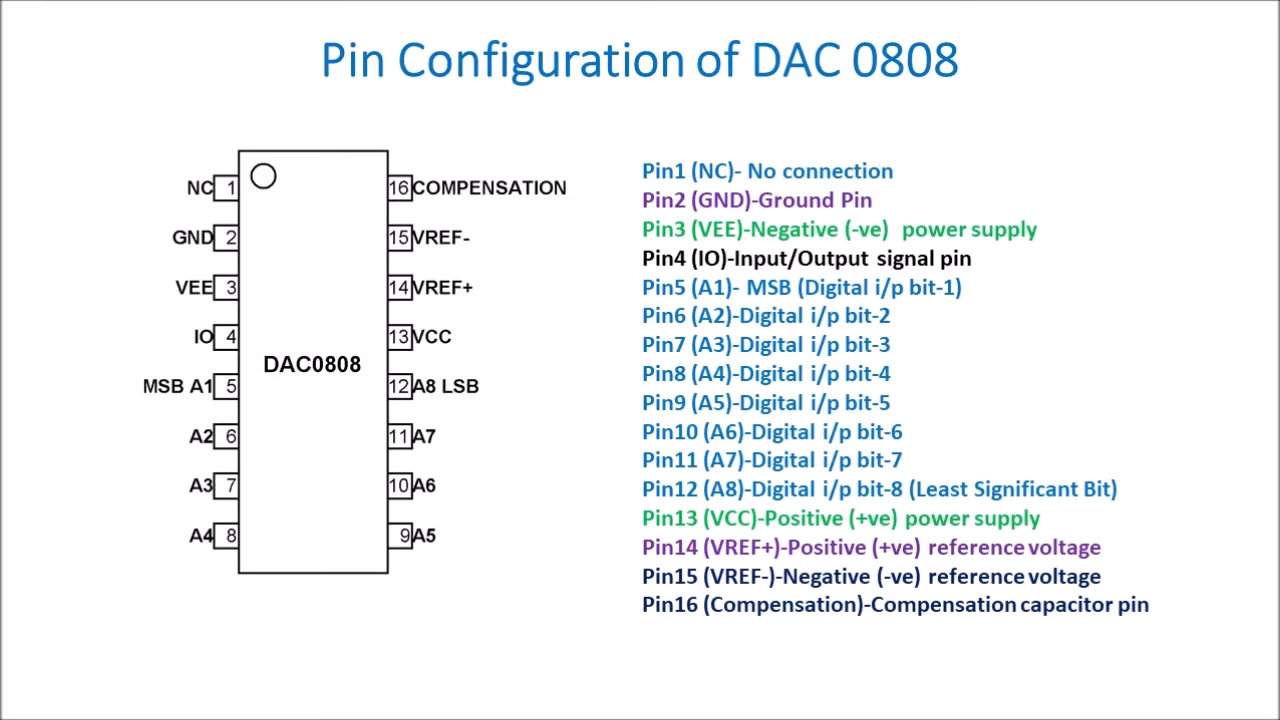 Pin Configuration of DAC 0808
NC 1
GND 2
VEE 3
IO 4
MSB A1 5
A2 6
A3 7
A4 8
DAC0808
16 COMPENSATION
15 VREF-
14 VREF+
13 VCC
12 A8 LSB
11 A7
10 A6
9 A5
Pin1 (NC)- No connection
Pin2 (GND)-Ground Pin
Pin3 (VEE)-Negative (-ve) power supply
Pin4 (IO)-Input/Output signal pin
Pin5 (A1)- MSB (Digital i/p bit-1)
Pin6 (A2)-Digital i/p bit-2
Pin7 (A3)-Digital i/p bit-3
Pin8 (A4)-Digital i/p bit-4
Pin9 (A5)-Digital i/p bit-5
Pin10 (A6)-Digital i/p bit-6
Pin11 (A7)-Digital i/p bit-7
Pin12 (A8)-Digital i/p bit-8 (Least Significant Bit)
Pin13 (VCC)-Positive (+ve) power supply
Pin14 (VREF+)-Positive (+ve) reference voltage
Pin15 (VREF-)-Negative (-ve) reference voltage
Pin16 (Compensation)-Compensation capacitor pin